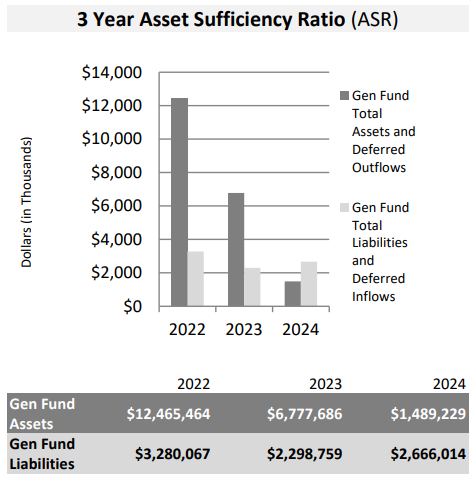 3 Year Asset Sufficiency Ratio (ASR)
$14,000
$12,000
$10,000
$8,000
$6,000
$4,000
$2,000
$0
Dollars (in Thousands)
2022 2023 2024
Gen Fund
Total
Assets and
Deferred
Outflows
Gen Fund
Total
Liabilities
and
Deferred
Inflows
2022 2023 2024
Gen Fund
Assets
$12,465,464 $6,777,686 $1,489,229
Gen Fund
Liabilities
$3,280,067 $2,298,759 $2,666,014